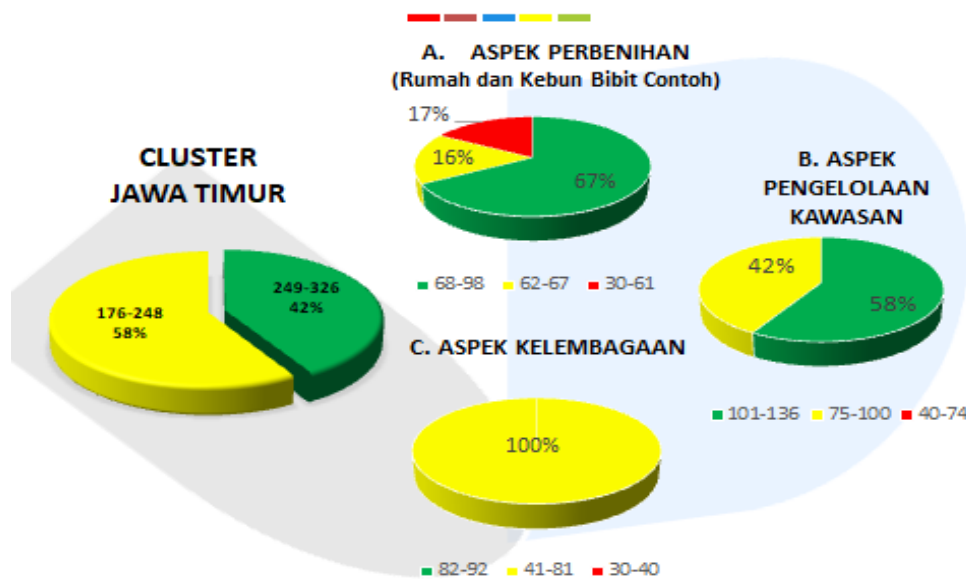 CLUSTER
JAWA TIMUR
176-248
58%
249-326
42%
A. ASPEK PERBENIHAN
(Rumah dan Kebun Bibit Contoh)
17%
16%
67%
68-98 62-67 30-61
B. ASPEK
PENGELOLAAN
KAWASAN
42%
58%
101-136 75-100 40-74
C. ASPEK KELEMBAGAAN
100%
82-92 41-81 30-40